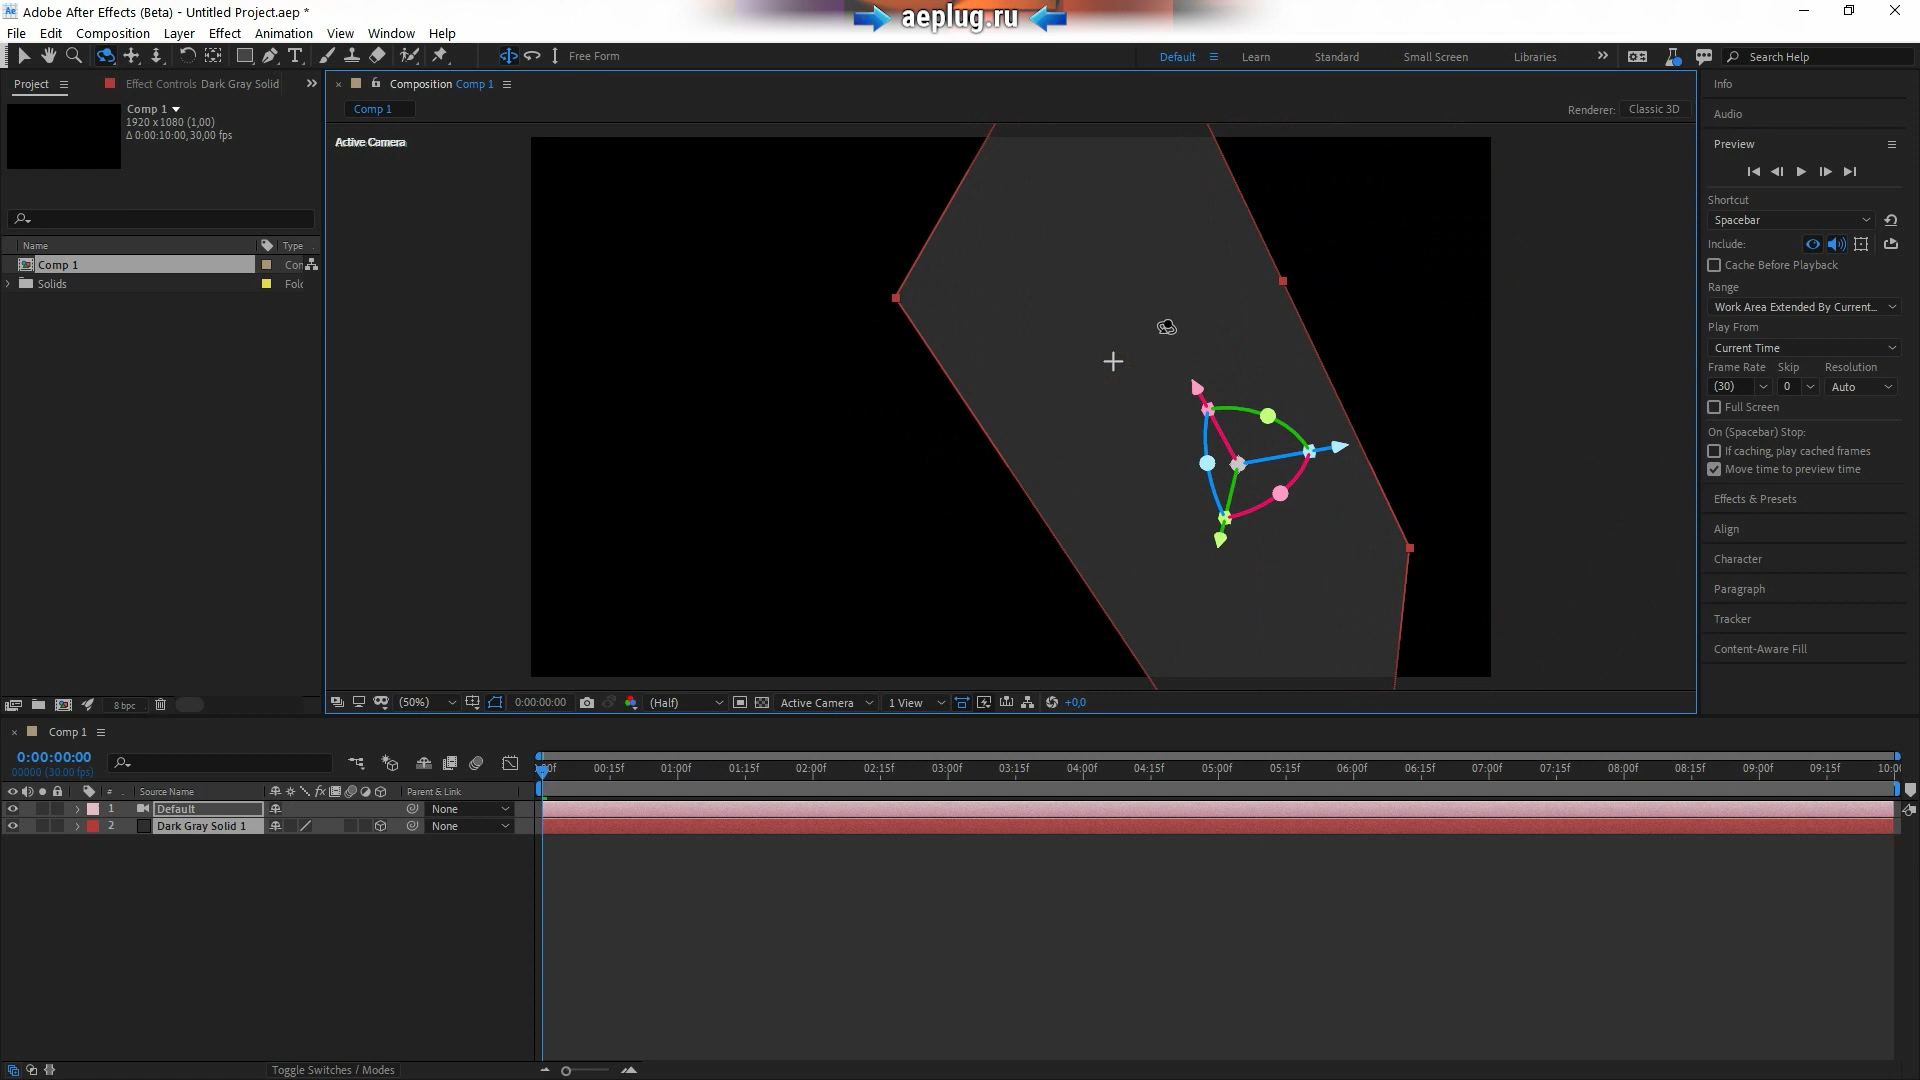 Adobe After Effects (Beta) - Untitled Project.aep *
aeplug.ru
File Edit Composition Layer Effect Animation View Window Help
Free Form
Default Learn Standard Small Screen Libraries Search Help
Project Effect Controls Dark Gray Solid
Composition Comp 1
Info
Comp 1
1920 x 1080 (1,00)
Δ 0:00:10:00, 30,00 fps
Comp 1
Renderer: Classic 3D
Audio
Active Camera
Preview
Shortcut
Spacebar
Include:
Cache Before Playback
Range
Work Area Extended By Current...
Play From
Current Time
Frame Rate Skip Resolution
(30) 0 Auto
Full Screen
On (Spacebar) Stop:
If caching, play cached frames
Move time to preview time
Effects & Presets
Align
Character
Paragraph
Tracker
Content-Aware Fill
Name Type
Comp 1
Solids
8 bpc
(50%) 0:00:00:00 (Half) Active Camera 1 View +0,0
Comp 1
0:00:00:00
00000 (30.00 fps)
00:15f 01:00f 01:15f 02:00f 02:15f 03:00f 03:15f 04:00f 04:15f 05:00f 05:15f 06:00f 06:15f 07:00f 07:15f 08:00f 08:15f 09:00f 09:15f
# Source Name fx Parent & Link
1 Default None
2 Dark Gray Solid 1 None
Toggle Switches / Modes